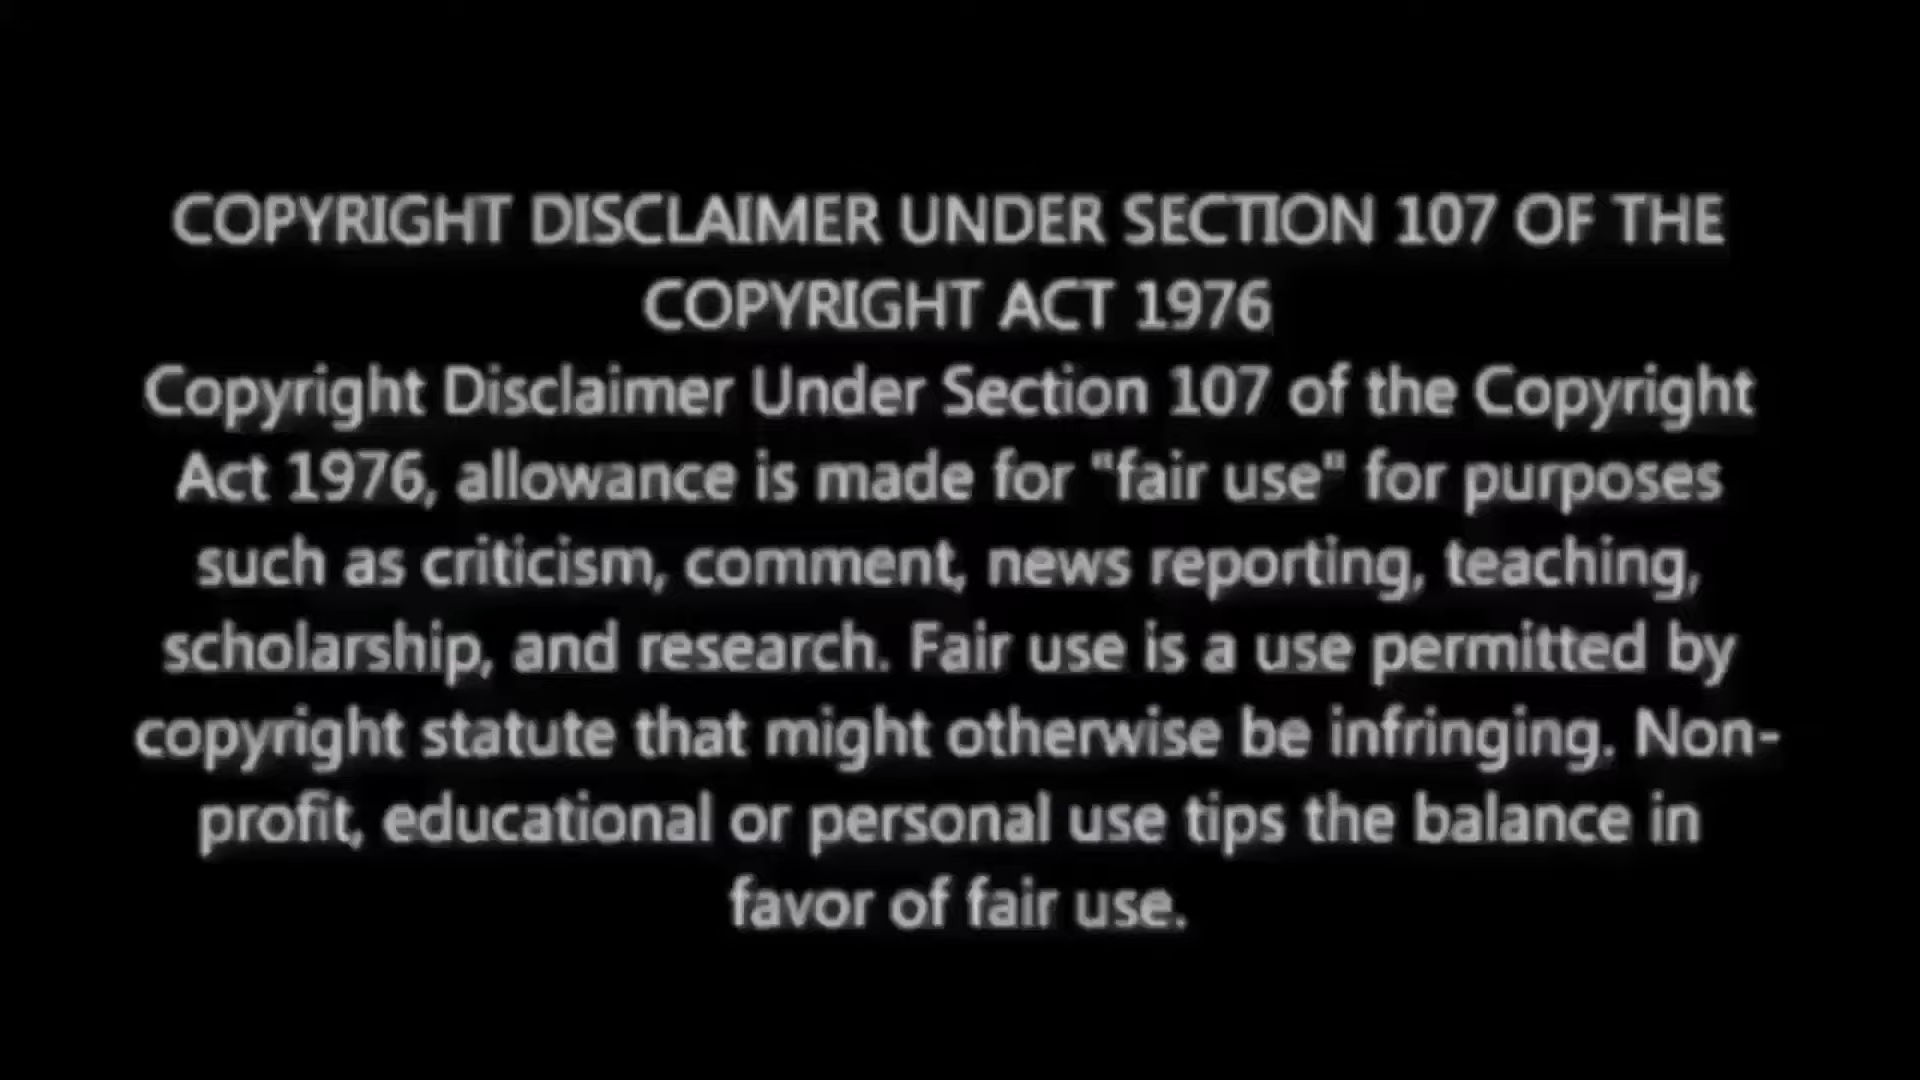 COPYRIGHT DISCLAIMER UNDER SECTION 107 OF THE
COPYRIGHT ACT 1976
Copyright Disclaimer Under Section 107 of the Copyright
Act 1976, allowance is made for "fair use" for purposes
such as criticism, comment, news reporting, teaching,
scholarship, and research. Fair use is a use permitted by
copyright statute that might otherwise be infringing. Non-
profit, educational or personal use tips the balance in
favor of fair use.